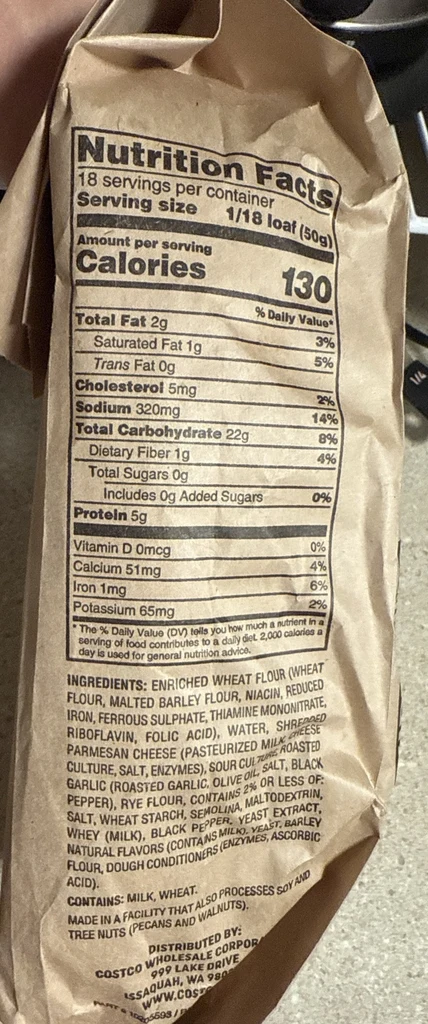 Nutrition Facts
18 servings per container
Serving size 1/18 loaf (50g)
Amount per serving
Calories 130
% Daily Value*
Total Fat 2g 3%
Saturated Fat 1g 5%
Trans Fat 0g
Cholesterol 5mg 2%
Sodium 320mg 14%
Total Carbohydrate 22g 8%
Dietary Fiber 1g 4%
Total Sugars 0g
Includes 0g Added Sugars 0%
Protein 5g
Vitamin D 0mcg 0%
Calcium 51mg 4%
Iron 1mg 6%
Potassium 65mg 2%
* The % Daily Value (DV) tells you how much a nutrient in a
serving of food contributes to a daily diet. 2,000 calories a
day is used for general nutrition advice.
INGREDIENTS: ENRICHED WHEAT FLOUR (WHEAT
FLOUR, MALTED BARLEY FLOUR, NIACIN, REDUCED
IRON, FERROUS SULPHATE, THIAMINE MONONITRATE,
RIBOFLAVIN, FOLIC ACID), WATER, SHREDDED
PARMESAN CHEESE (PASTEURIZED MILK, CHEESE
CULTURE, SALT, ENZYMES), SOUR CULTURE, ROASTED
GARLIC (ROASTED GARLIC, OLIVE OIL, SALT, BLACK
PEPPER), RYE FLOUR, CONTAINS 2% OR LESS OF:
SALT, WHEAT STARCH, SEMOLINA, MALTODEXTRIN,
WHEY (MILK), BLACK PEPPER, YEAST EXTRACT,
NATURAL FLAVORS (CONTAINS MILK), YEAST, BARLEY
FLOUR, DOUGH CONDITIONERS (ENZYMES, ASCORBIC
ACID).
CONTAINS: MILK, WHEAT.
MADE IN A FACILITY THAT ALSO PROCESSES SOY AND
TREE NUTS (PECANS AND WALNUTS).
DISTRIBUTED BY:
COSTCO WHOLESALE CORPOR
999 LAKE DRIVE
ISSAQUAH, WA 980
WWW.COST
1/4